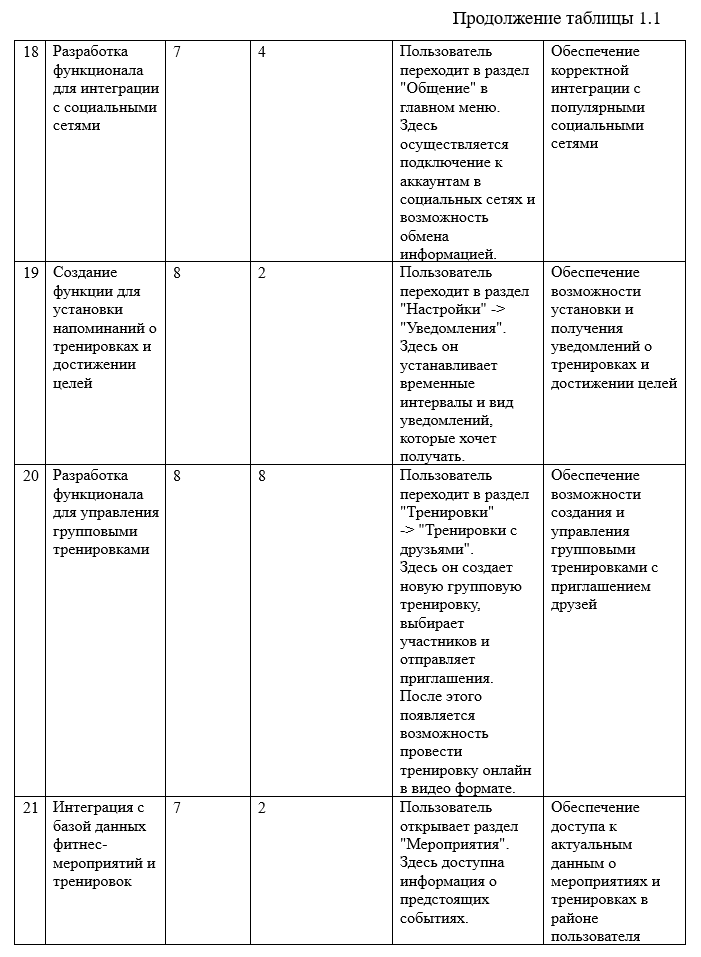 Продолжение таблицы 1.1
18
Разработка
функционала
для интеграции
с социальными
сетями
7
4
Пользователь
переходит в раздел
"Общение" в
главном меню.
Здесь
осуществляется
подключение к
аккаунтам в
социальных сетях и
возможность
обмена
информацией.
Обеспечение
корректной
интеграции с
популярными
социальными
сетями
19
Создание
функции для
установки
напоминаний о
тренировках и
достижении
целей
8
2
Пользователь
переходит в раздел
"Настройки" ->
"Уведомления".
Здесь он
устанавливает
временные
интервалы и вид
уведомлений,
которые хочет
получать.
Обеспечение
возможности
установки и
получения
уведомлений о
тренировках и
достижении целей
20
Разработка
функционала
для управления
групповыми
тренировками
8
8
Пользователь
переходит в раздел
"Тренировки"
-> "Тренировки с
друзьями".
Здесь он создает
новую групповую
тренировку,
выбирает
участников и
отправляет
приглашения.
После этого
появляется
возможность
провести
тренировку онлайн
в видео формате.
Обеспечение
возможности
создания и
управления
групповыми
тренировками с
приглашением
друзей
21
Интеграция с
базой данных
фитнес-
мероприятий и
тренировок
7
2
Пользователь
открывает раздел
"Мероприятия".
Здесь доступна
информация о
предстоящих
событиях.
Обеспечение
доступа к
актуальным
данным о
мероприятиях и
тренировках в
районе
пользователя